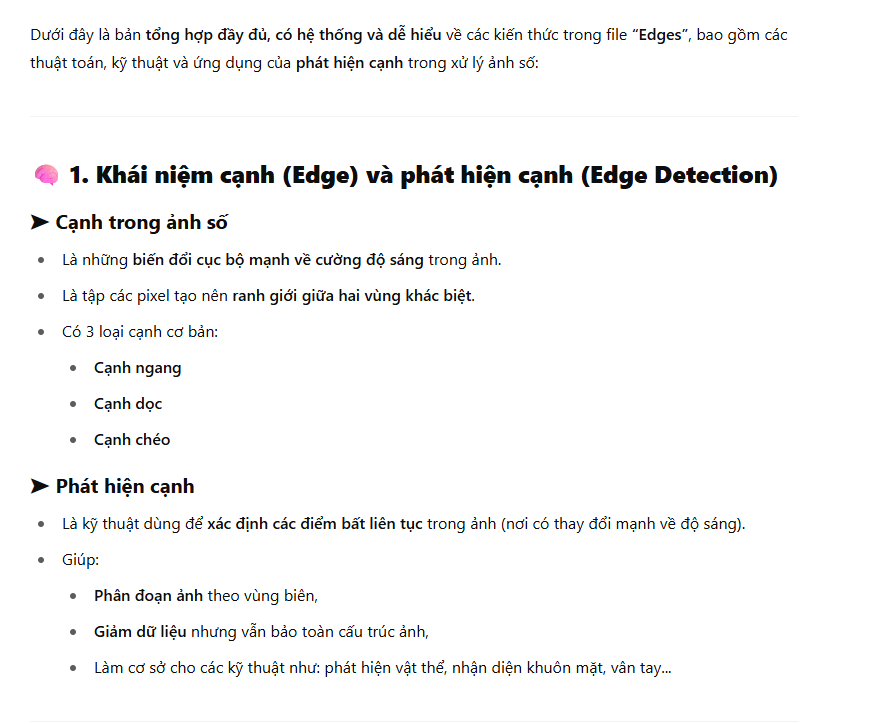 Dưới đây là bản tổng hợp đầy đủ, có hệ thống và dễ hiểu về các kiến thức trong file “Edges”, bao gồm các
thuật toán, kỹ thuật và ứng dụng của phát hiện cạnh trong xử lý ảnh số:
🧠 1. Khái niệm cạnh (Edge) và phát hiện cạnh (Edge Detection)
➤ Cạnh trong ảnh số
• Là những biến đổi cục bộ mạnh về cường độ sáng trong ảnh.
• Là tập các pixel tạo nên ranh giới giữa hai vùng khác biệt.
• Có 3 loại cạnh cơ bản:
• Cạnh ngang
• Cạnh dọc
• Cạnh chéo
➤ Phát hiện cạnh
• Là kỹ thuật dùng để xác định các điểm bất liên tục trong ảnh (nơi có thay đổi mạnh về độ sáng).
• Giúp:
• Phân đoạn ảnh theo vùng biên,
• Giảm dữ liệu nhưng vẫn bảo toàn cấu trúc ảnh,
• Làm cơ sở cho các kỹ thuật như: phát hiện vật thể, nhận diện khuôn mặt, vân tay...